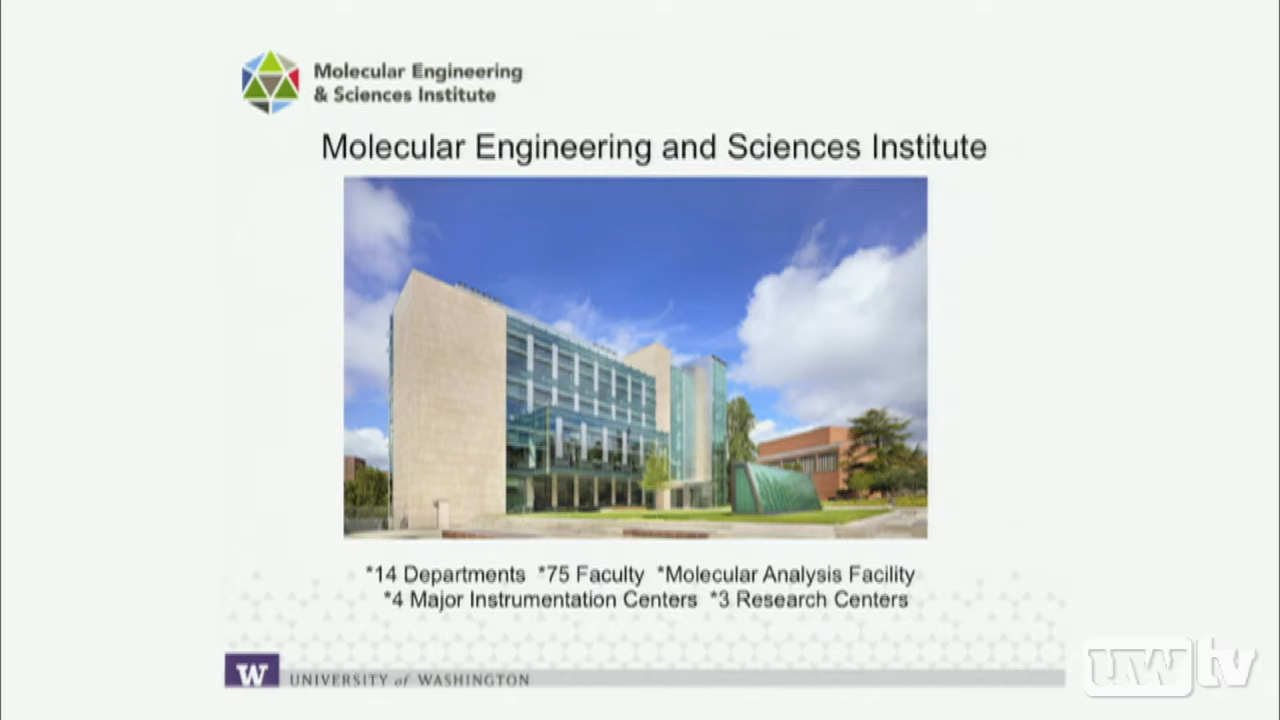 Molecular Engineering
& Sciences Institute
Molecular Engineering and Sciences Institute
*14 Departments *75 Faculty *Molecular Analysis Facility
*4 Major Instrumentation Centers *3 Research Centers
W
UNIVERSITY of WASHINGTON
uwtv